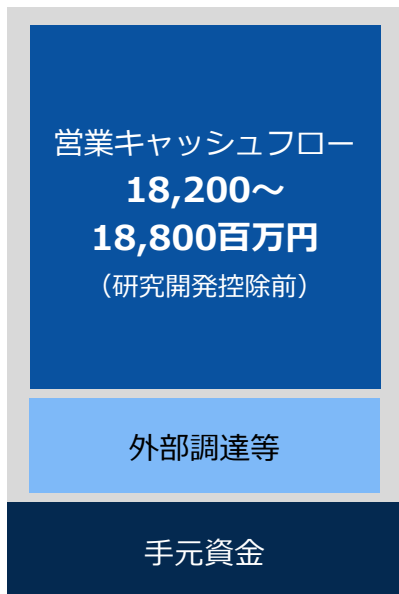 営業キャッシュフロー
18,200～
18,800百万円
（研究開発控除前）
外部調達等
手元資金